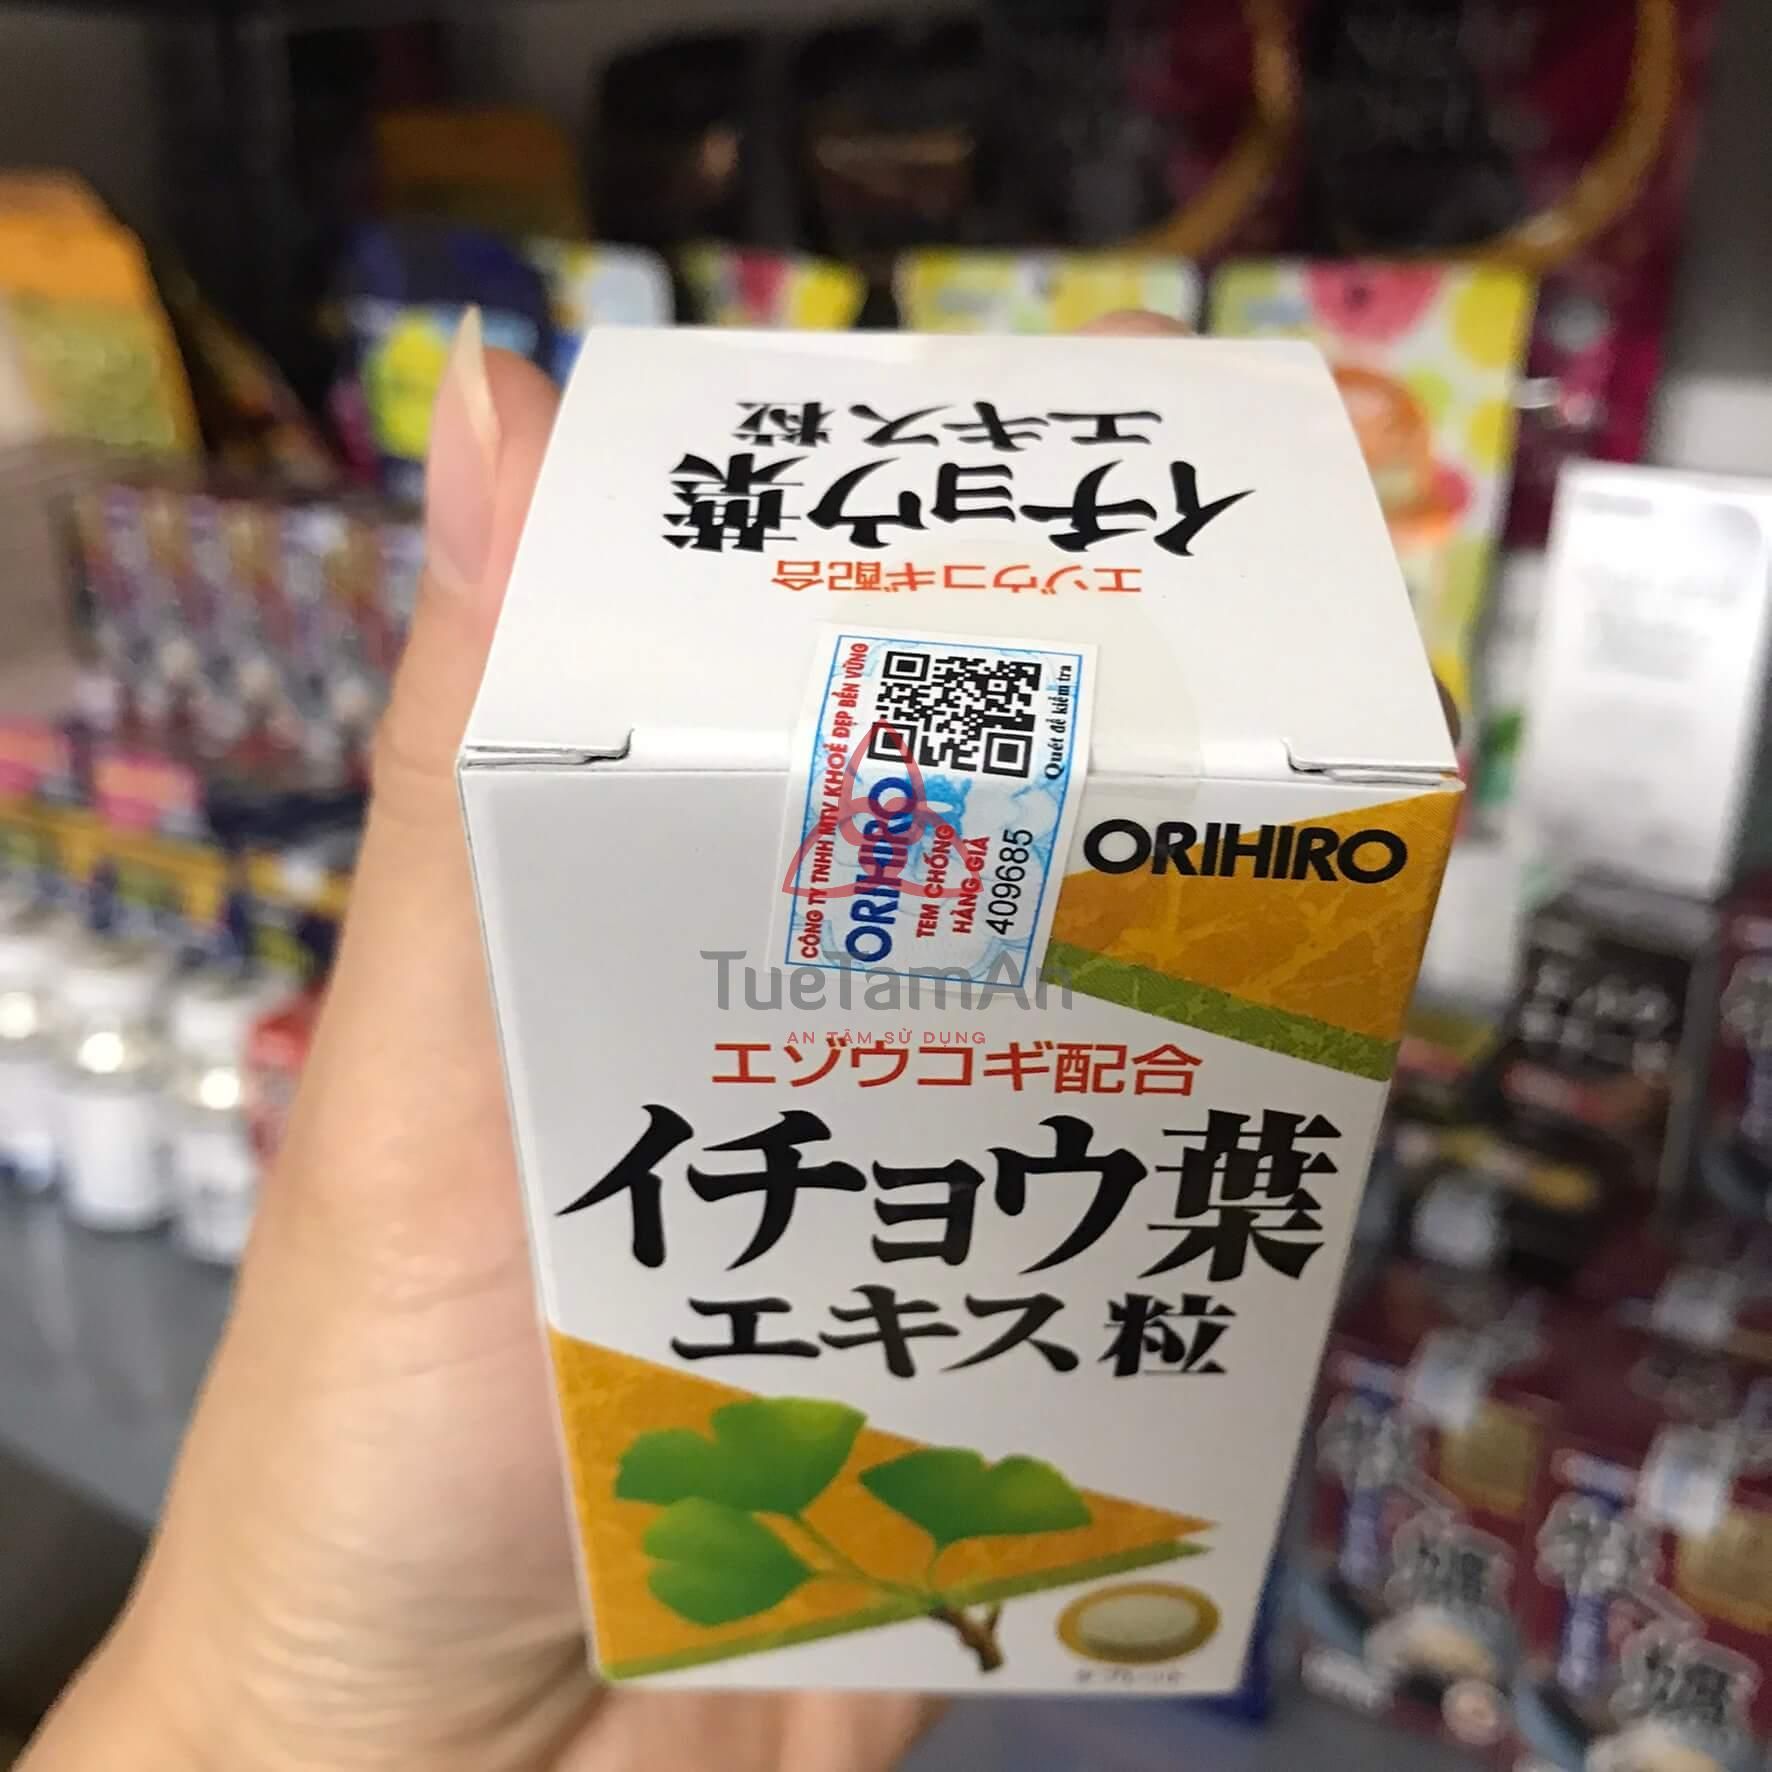 エゾウコギ配合
イチョウ葉
エキス粒
CÔNG TY TNHH MTV KHOẺ ĐẸP BỀN VỮNG
ORIHIRO
TEM CHỐNG
HÀNG GIẢ
409685
Quét để kiểm tra
ORIHIRO
TueTamAn
AN TÂM SỬ DỤNG
エゾウコギ配合
イチョウ葉
エキス粒